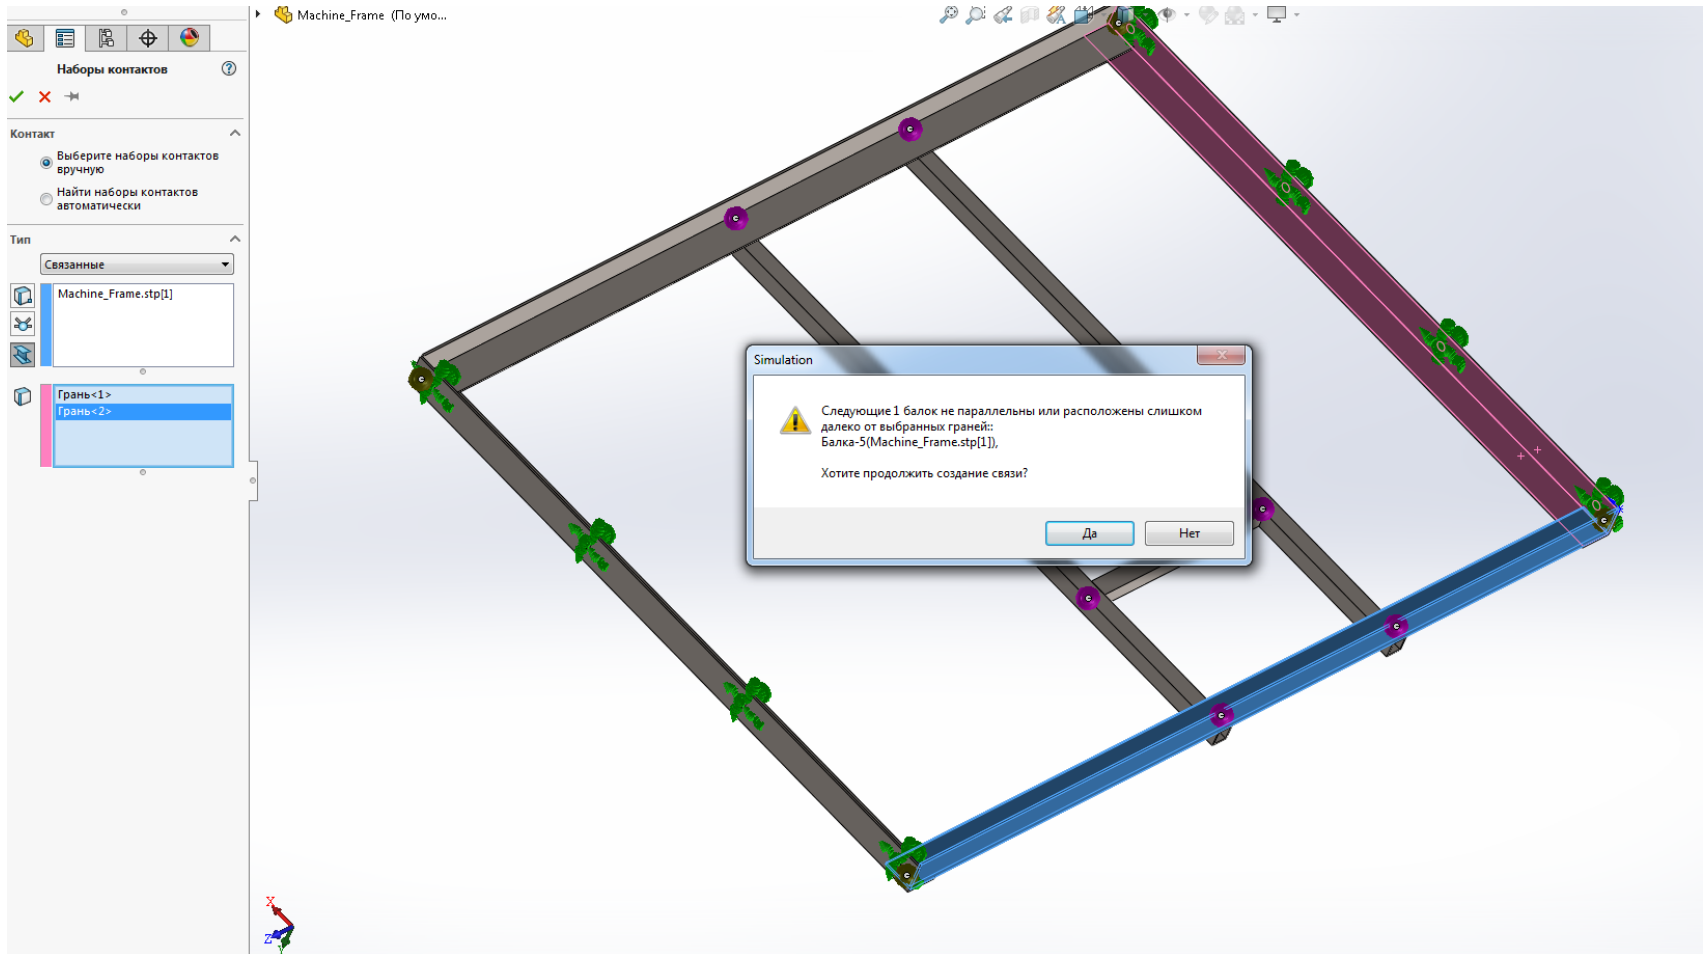 Machine_Frame (По умо...
Наборы контактов
Контакт
Выберите наборы контактов
вручную
Найти наборы контактов
автоматически
Тип
Связанные
Machine_Frame.stp[1]
Грань<1>
Грань<2>
Simulation
Следующие 1 балок не параллельны или расположены слишком
далеко от выбранных граней::
Балка-5(Machine_Frame.stp[1]),
Хотите продолжить создание связи?
Да
Нет
X
Z
Y